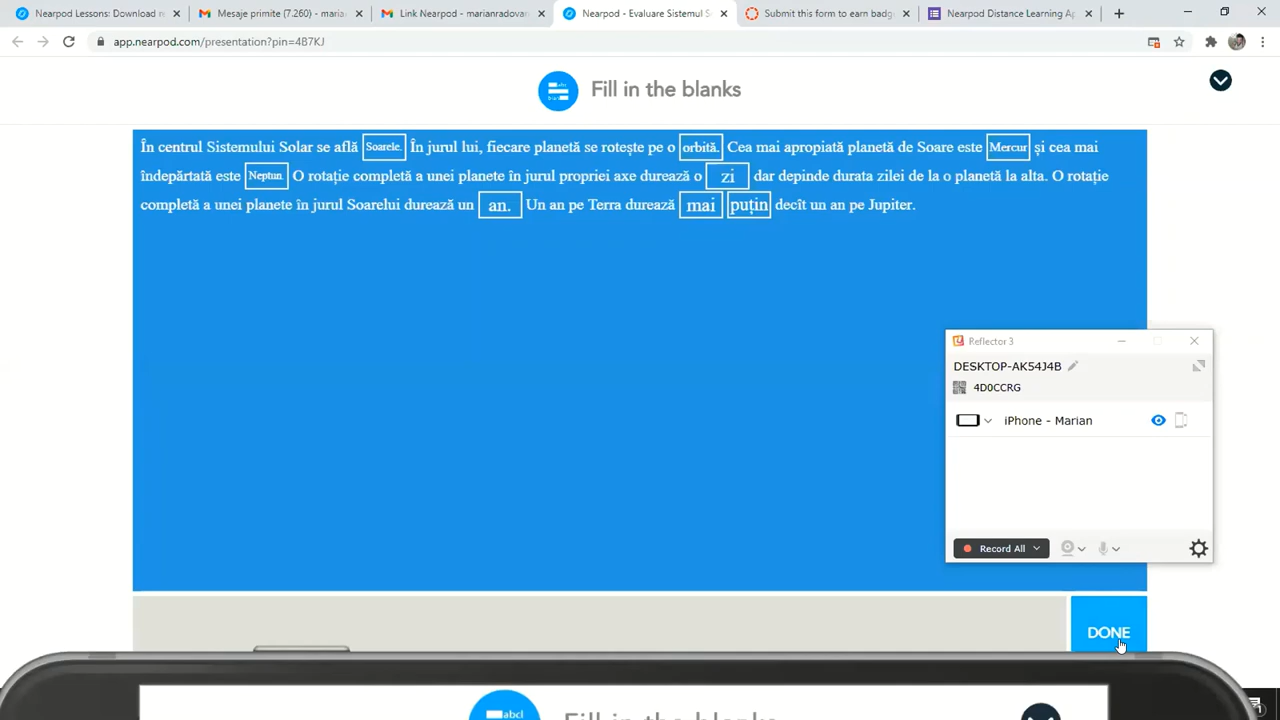 Nearpod Lessons: Download r
Mesaje primite (7.260) - maria
Link Nearpod - marianradovan
Nearpod - Evaluare Sistemul S
Submit this form to earn badg
Nearpod Distance Learning Ap
app.nearpod.com/presentation?pin=4B7KJ
Fill in the blanks
În centrul Sistemului Solar se află Soarele. În jurul lui, fiecare planetă se rotește pe o orbită. Cea mai apropiată planetă de Soare este Mercur și cea mai
îndepărtată este Neptun. O rotație completă a unei planete în jurul propriei axe durează o zi dar depinde durata zilei de la o planetă la alta. O rotație
completă a unei planete în jurul Soarelui durează un an. Un an pe Terra durează mai puțin decît un an pe Jupiter.
Reflector 3
DESKTOP-AK54J4B
4D0CCRG
iPhone - Marian
Record All
DONE
abcl
Fill in the blanks